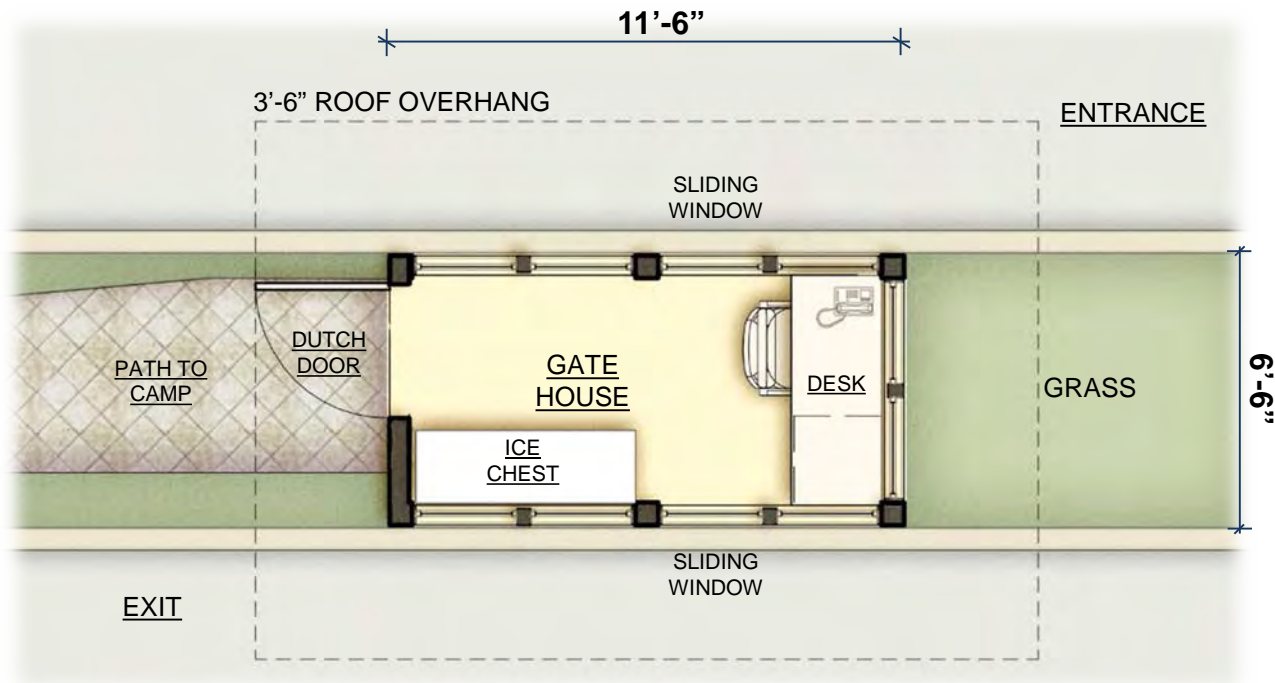 11’-6”
3’-6” ROOF OVERHANG
ENTRANCE
SLIDING
WINDOW
DUTCH
DOOR
PATH TO
CAMP
GATE
HOUSE
DESK
GRASS
6’-6”
ICE
CHEST
SLIDING
WINDOW
EXIT